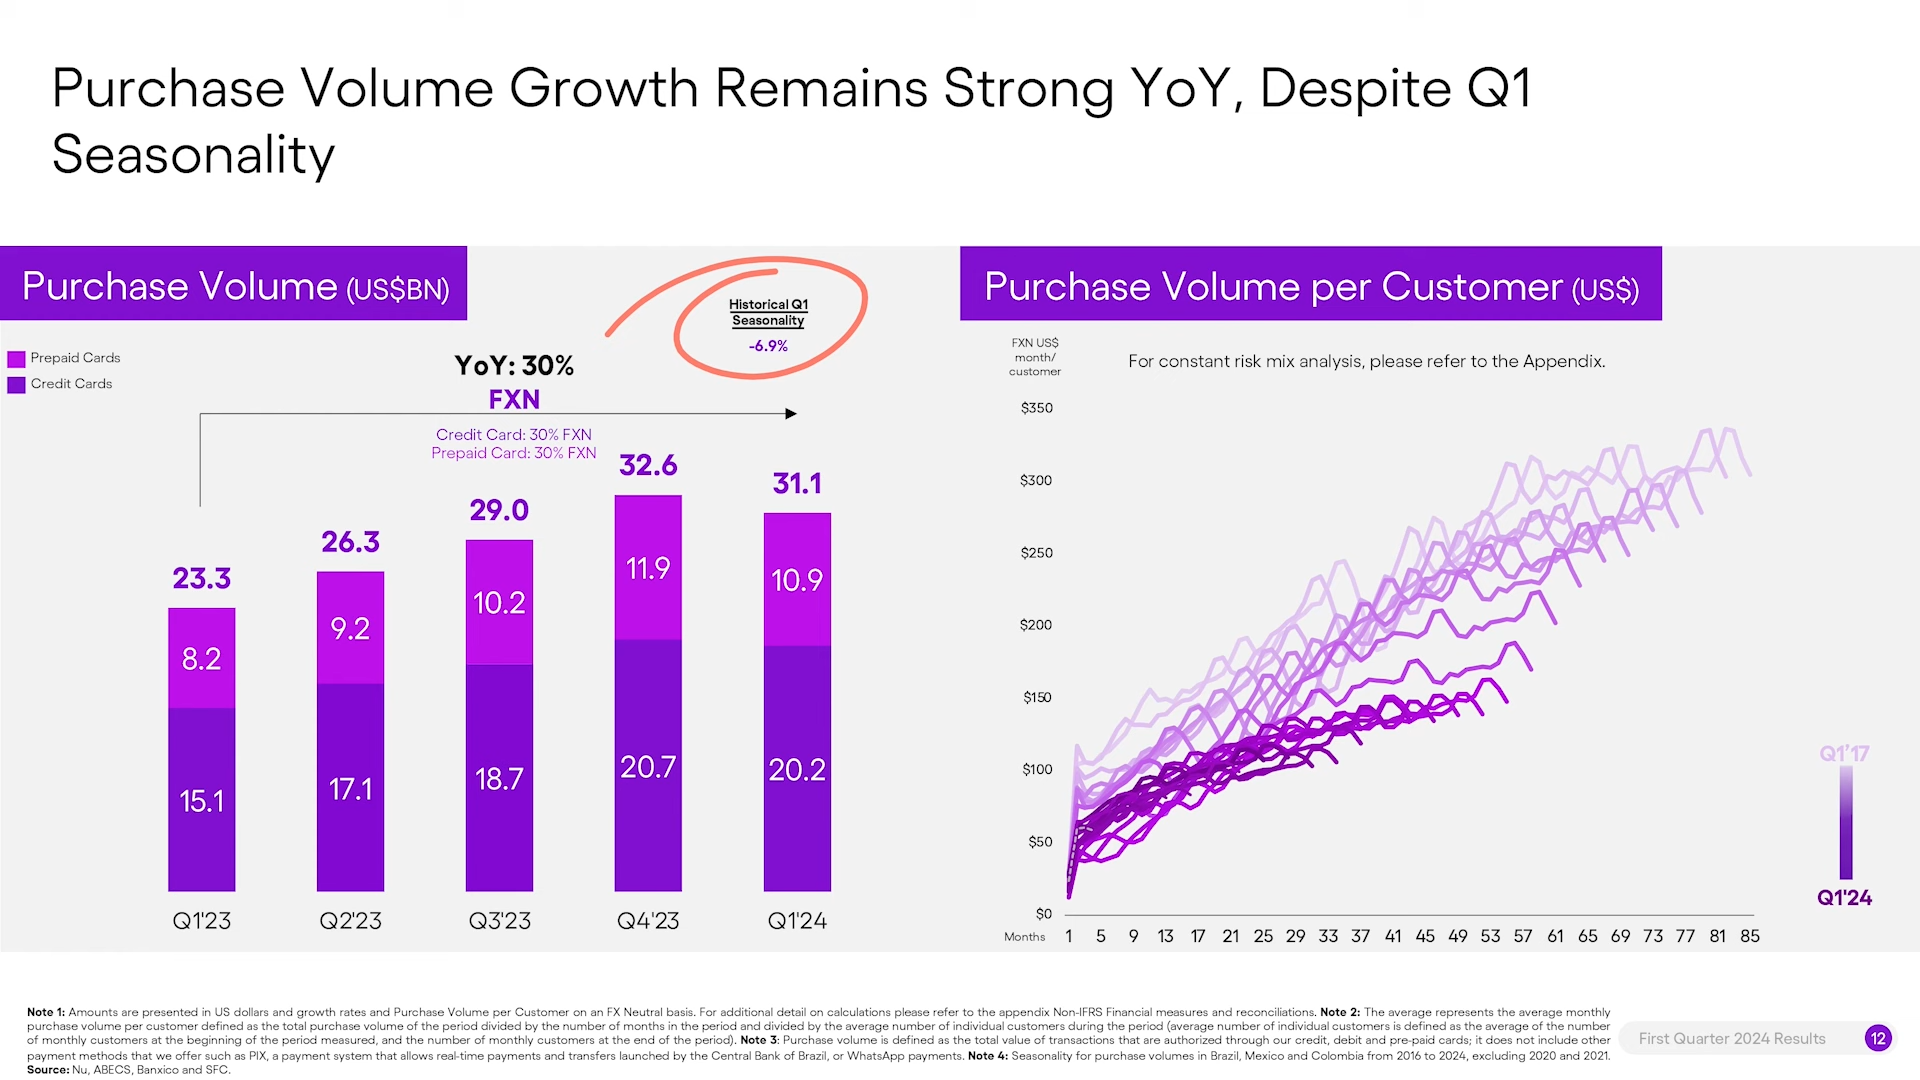 Purchase Volume Growth Remains Strong YoY, Despite Q1
Seasonality
Purchase Volume (US$BN)
Historical Q1
Seasonality
-6.9%
Prepaid Cards
Credit Cards
YoY: 30%
FXN
Credit Card: 30% FXN
Prepaid Card: 30% FXN
23.3
26.3
29.0
32.6
31.1
8.2
9.2
10.2
11.9
10.9
15.1
17.1
18.7
20.7
20.2
Q1'23 Q2'23 Q3'23 Q4'23 Q1'24
Purchase Volume per Customer (US$)
FXN US$
month/
customer
For constant risk mix analysis, please refer to the Appendix.
$350
$300
$250
$200
$150
$100
$50
$0
Q1'17
Q1'24
Months 1 5 9 13 17 21 25 29 33 37 41 45 49 53 57 61 65 69 73 77 81 85
Note 1: Amounts are presented in US dollars and growth rates and Purchase Volume per Customer on an FX Neutral basis. For additional detail on calculations please refer to the appendix Non-IFRS Financial measures and reconciliations. Note 2: The average represents the average monthly
purchase volume per customer defined as the total purchase volume of the period divided by the number of months in the period and divided by the average number of individual customers during the period (average number of individual customers is defined as the average of the number
of monthly customers at the beginning of the period measured, and the number of monthly customers at the end of the period). Note 3: Purchase volume is defined as the total value of transactions that are authorized through our credit, debit and pre-paid cards; it does not include other
payment methods that we offer such as PIX, a payment system that allows real-time payments and transfers launched by the Central Bank of Brazil, or WhatsApp payments. Note 4: Seasonality for purchase volumes in Brazil, Mexico and Colombia from 2016 to 2024, excluding 2020 and 2021.
Source: Nu, ABECS, Banxico and SFC.
First Quarter 2024 Results 12